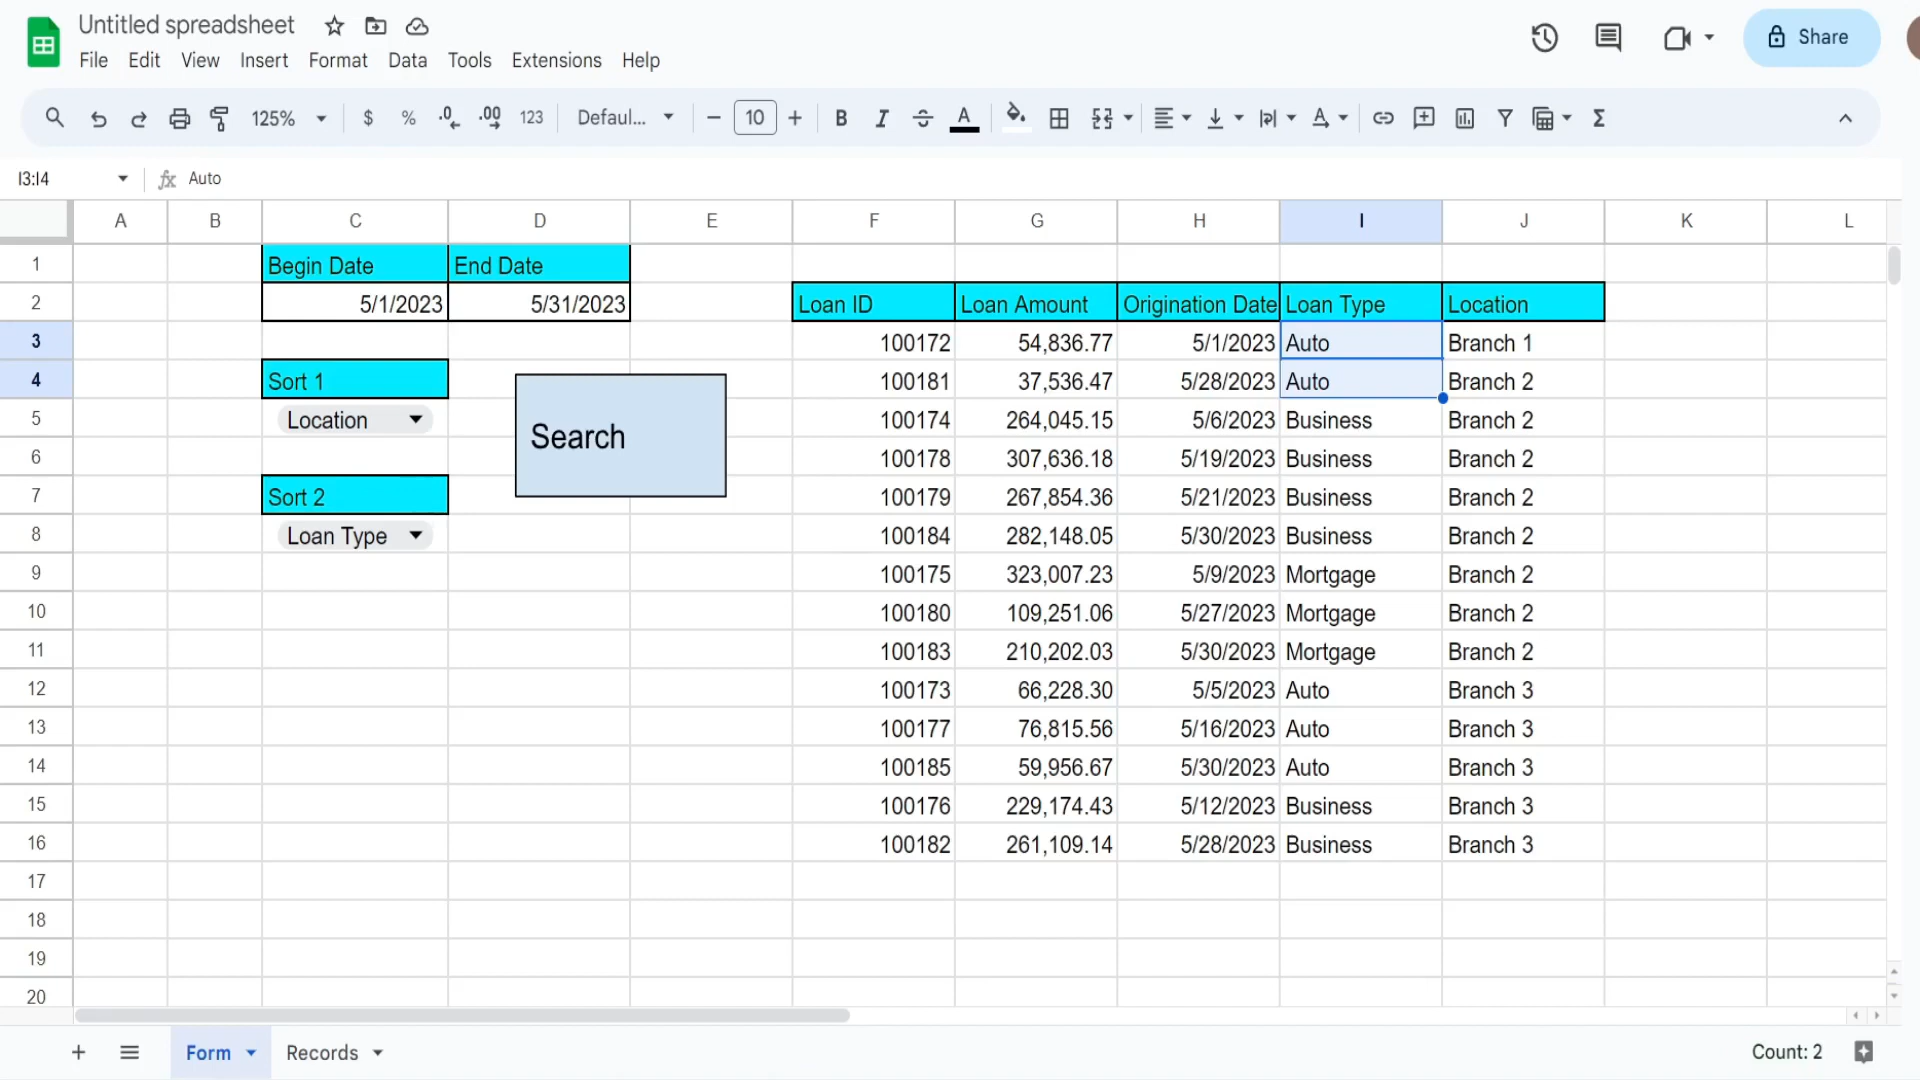 Untitled spreadsheet
File Edit View Insert Format Data Tools Extensions Help
Share
125% $ % .0 .00 123 Defaul... − 10 + B I A
I3:I4 fx Auto
A B C D E F G H I J K L
1 Begin Date End Date
2 5/1/2023 5/31/2023 Loan ID Loan Amount Origination Date Loan Type Location
3 100172 54,836.77 5/1/2023 Auto Branch 1
4 Sort 1 100181 37,536.47 5/28/2023 Auto Branch 2
5 Location Search 100174 264,045.15 5/6/2023 Business Branch 2
6 100178 307,636.18 5/19/2023 Business Branch 2
7 Sort 2 100179 267,854.36 5/21/2023 Business Branch 2
8 Loan Type 100184 282,148.05 5/30/2023 Business Branch 2
9 100175 323,007.23 5/9/2023 Mortgage Branch 2
10 100180 109,251.06 5/27/2023 Mortgage Branch 2
11 100183 210,202.03 5/30/2023 Mortgage Branch 2
12 100173 66,228.30 5/5/2023 Auto Branch 3
13 100177 76,815.56 5/16/2023 Auto Branch 3
14 100185 59,956.67 5/30/2023 Auto Branch 3
15 100176 229,174.43 5/12/2023 Business Branch 3
16 100182 261,109.14 5/28/2023 Business Branch 3
17
18
19
20
+ Form Records Count: 2